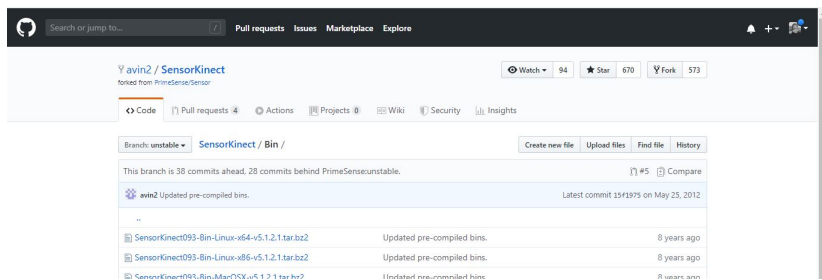 Search or jump to... / Pull requests Issues Marketplace Explore
avin2 / SensorKinect Watch 94 Star 670 Fork 573
forked from PrimeSense/Sensor
Code Pull requests 4 Actions Projects 0 Wiki Security Insights
Branch: unstable SensorKinect / Bin / Create new file Upload files Find file History
This branch is 38 commits ahead, 28 commits behind PrimeSense:unstable. #5 Compare
avin2 Updated pre-compiled bins. Latest commit 15f1975 on May 25, 2012
..
SensorKinect093-Bin-Linux-x64-v5.1.2.1.tar.bz2 Updated pre-compiled bins. 8 years ago
SensorKinect093-Bin-Linux-x86-v5.1.2.1.tar.bz2 Updated pre-compiled bins. 8 years ago
SensorKinect093-Bin-MacOSX-v5.1.2.1.tar.bz2 Updated pre-compiled bins. 8 years ago